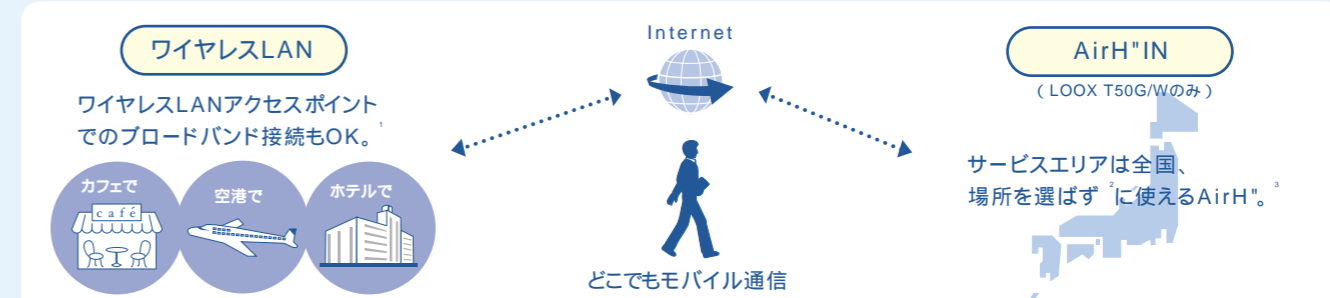 ワイヤレスLAN
ワイヤレスLANアクセスポイント
でのブロードバンド接続もOK。1
カフェで
café
空港で
ホテルで
Internet
どこでもモバイル通信
AirH"IN
(LOOX T50G/Wのみ)
サービスエリアは全国、
場所を選ばず2に使えるAirH"。3